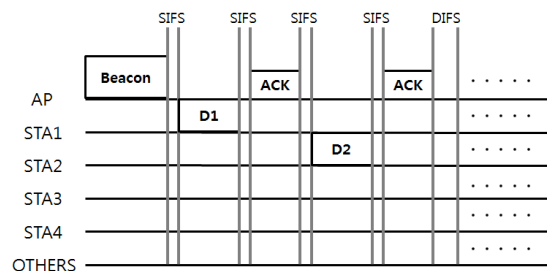 SIFS SIFS SIFS SIFS DIFS
Beacon ACK ACK . . . . .
AP
D1 . . . . .
STA1
D2 . . . . .
STA2
. . . . .
STA3
. . . . .
STA4
. . . . .
OTHERS